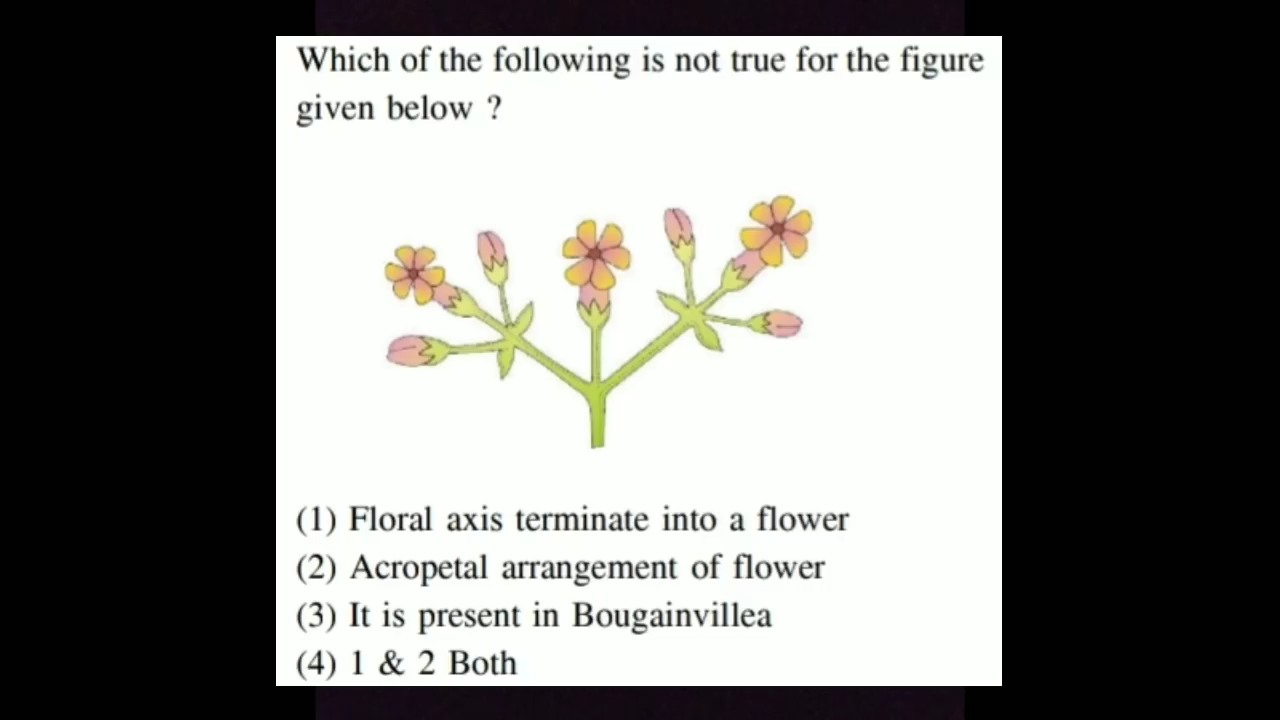 Which of the following is not true for the figure
given below ?
(1) Floral axis terminate into a flower
(2) Acropetal arrangement of flower
(3) It is present in Bougainvillea
(4) 1 & 2 Both